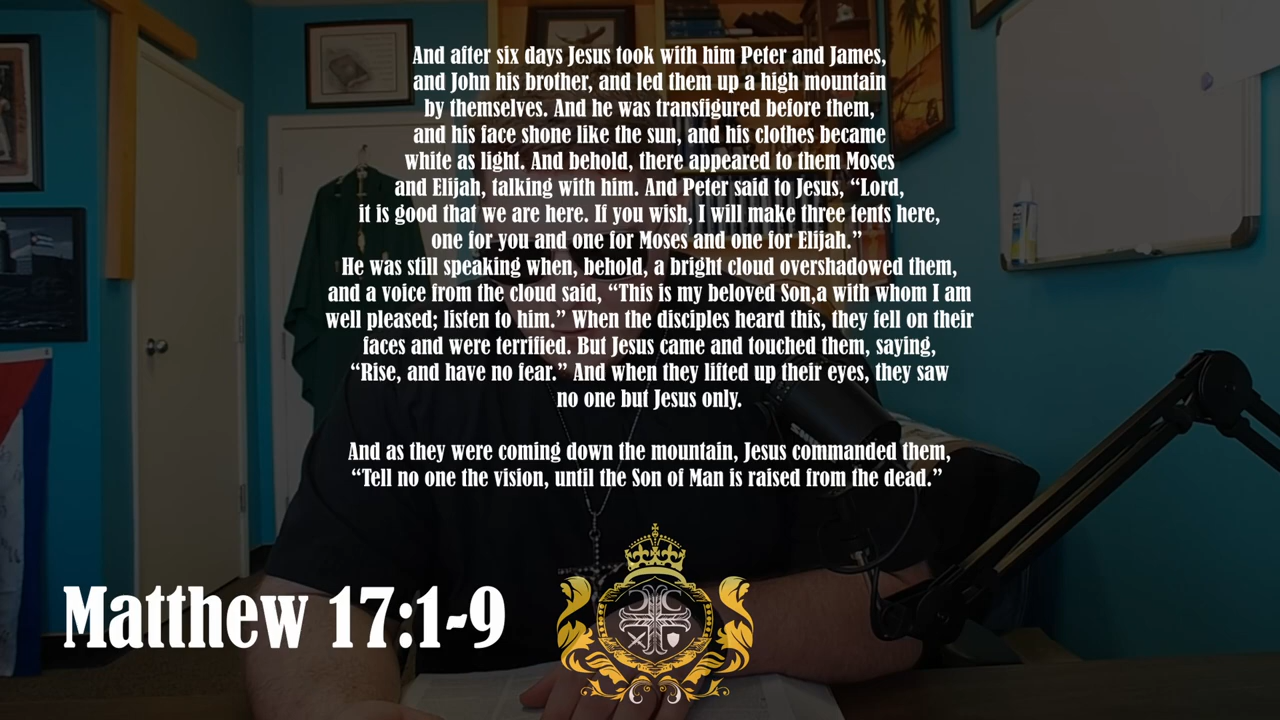 And after six days Jesus took with him Peter and James,
and John his brother, and led them up a high mountain
by themselves. And he was transfigured before them,
and his face shone like the sun, and his clothes became
white as light. And behold, there appeared to them Moses
and Elijah, talking with him. And Peter said to Jesus, “Lord,
it is good that we are here. If you wish, I will make three tents here,
one for you and one for Moses and one for Elijah.”
He was still speaking when, behold, a bright cloud overshadowed them,
and a voice from the cloud said, “This is my beloved Son,a with whom I am
well pleased; listen to him.” When the disciples heard this, they fell on their
faces and were terrified. But Jesus came and touched them, saying,
“Rise, and have no fear.” And when they lifted up their eyes, they saw
no one but Jesus only.
And as they were coming down the mountain, Jesus commanded them,
“Tell no one the vision, until the Son of Man is raised from the dead.”
Matthew 17:1-9